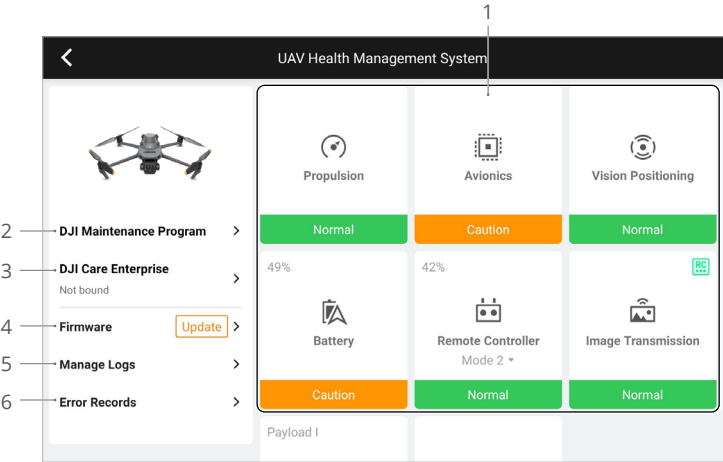 1
UAV Health Management System
Propulsion
Avionics
Vision Positioning
Normal
Caution
Normal
2
DJI Maintenance Program
3
DJI Care Enterprise
Not bound
4
Firmware
Update
5
Manage Logs
6
Error Records
49%
42%
RC
Battery
Remote Controller
Mode 2
Image Transmission
Caution
Normal
Normal
Payload I